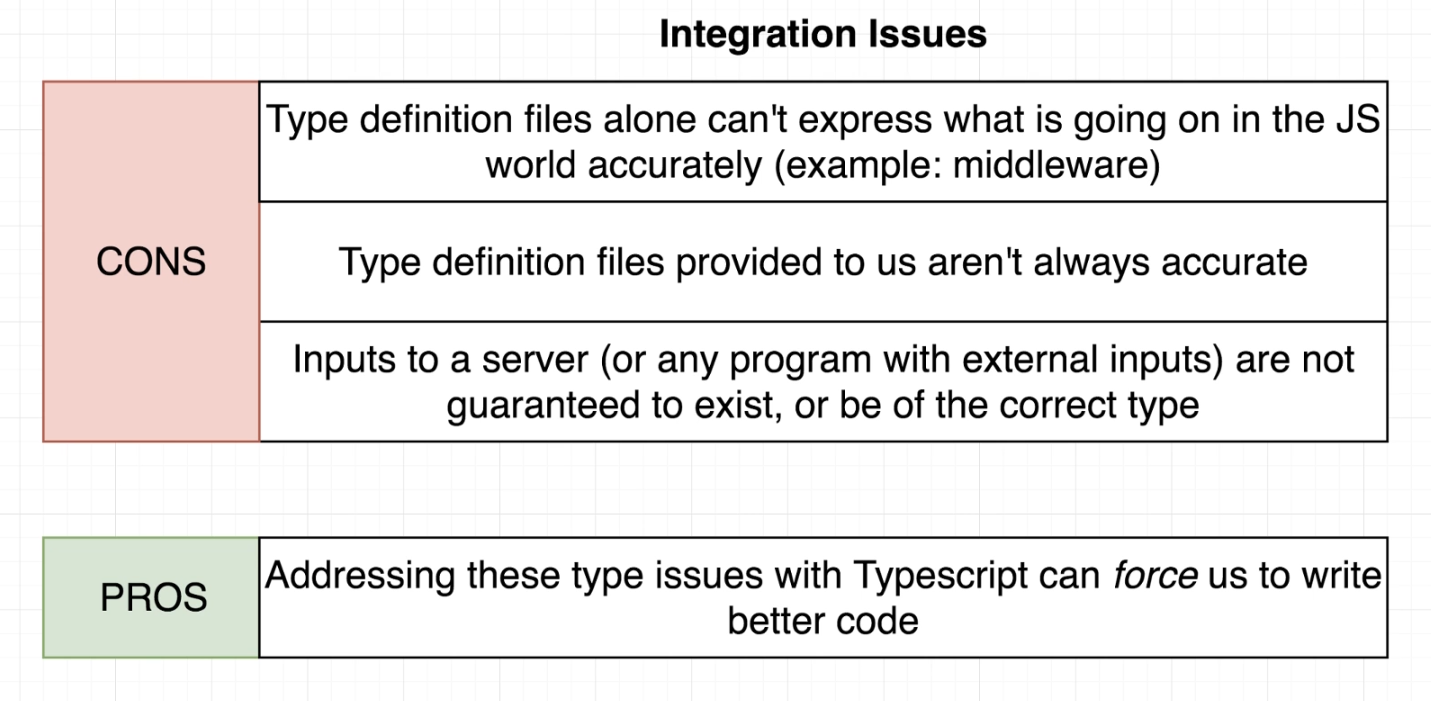 Integration Issues
Type definition files alone can't express what is going on in the JS
world accurately (example: middleware)
CONS
Type definition files provided to us aren't always accurate
Inputs to a server (or any program with external inputs) are not
guaranteed to exist, or be of the correct type
PROS
Addressing these type issues with Typescript can force us to write
better code